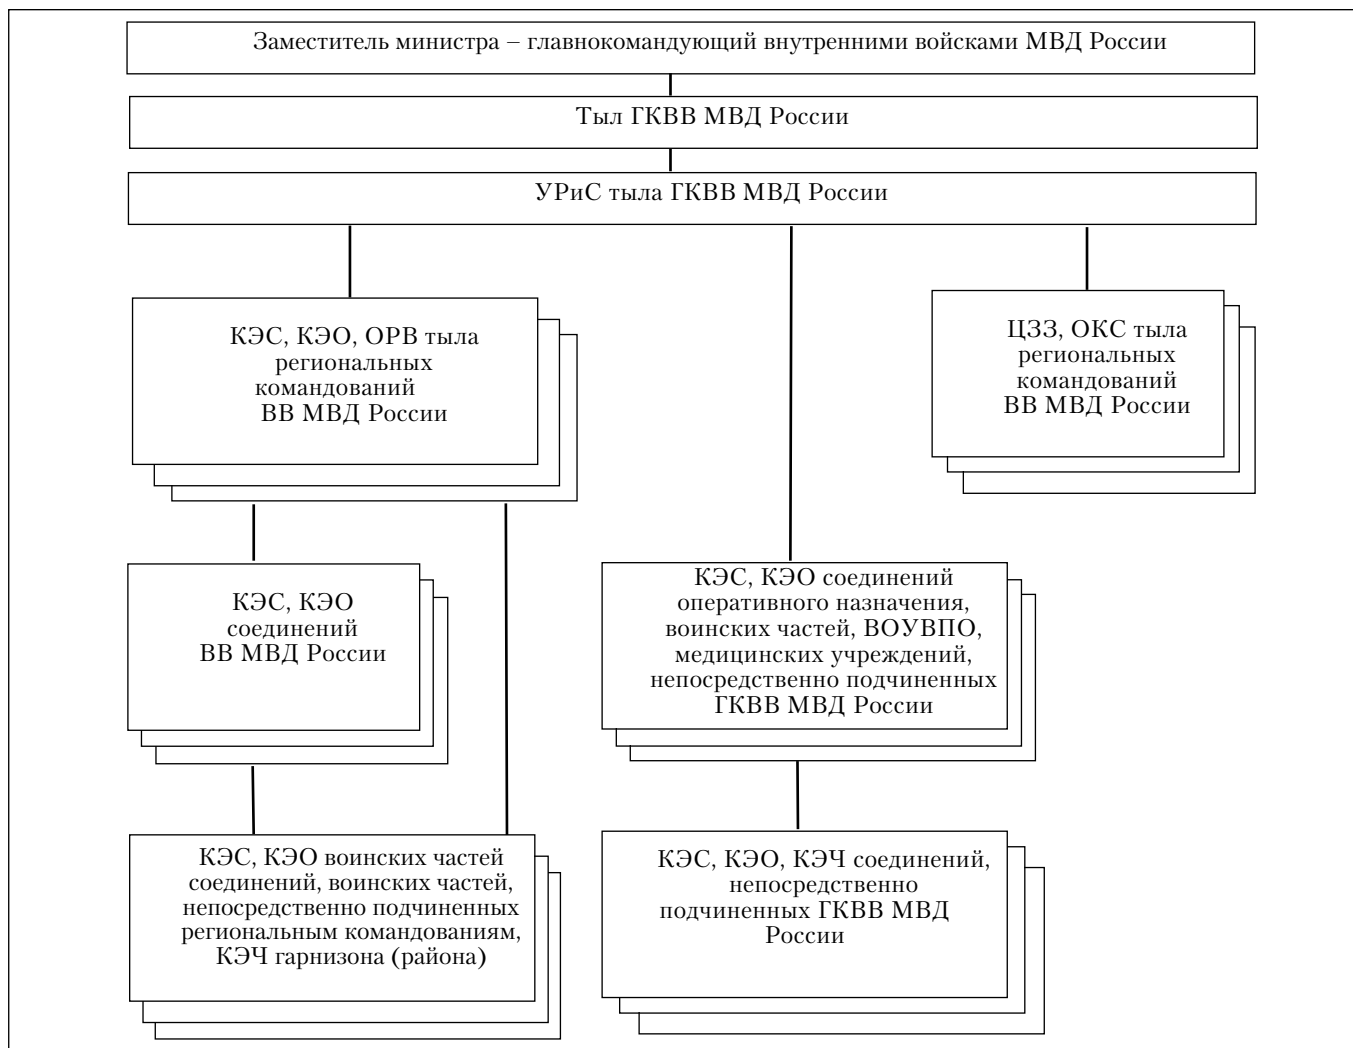 Заместитель министра – главнокомандующий внутренними войсками МВД России
Тыл ГКВВ МВД России
УРиС тыла ГКВВ МВД России
КЭС, КЭО, ОРВ тыла
региональных
командований
ВВ МВД России
ЦЗЗ, ОКС тыла
региональных
командований
ВВ МВД России
КЭС, КЭО
соединений
ВВ МВД России
КЭС, КЭО соединений
оперативного назначения,
воинских частей, ВОУВПО,
медицинских учреждений,
непосредственно подчиненных
ГКВВ МВД России
КЭС, КЭО воинских частей
соединений, воинских частей,
непосредственно подчиненных
региональным командованиям,
КЭЧ гарнизона (района)
КЭС, КЭО, КЭЧ соединений,
непосредственно
подчиненных ГКВВ МВД
России